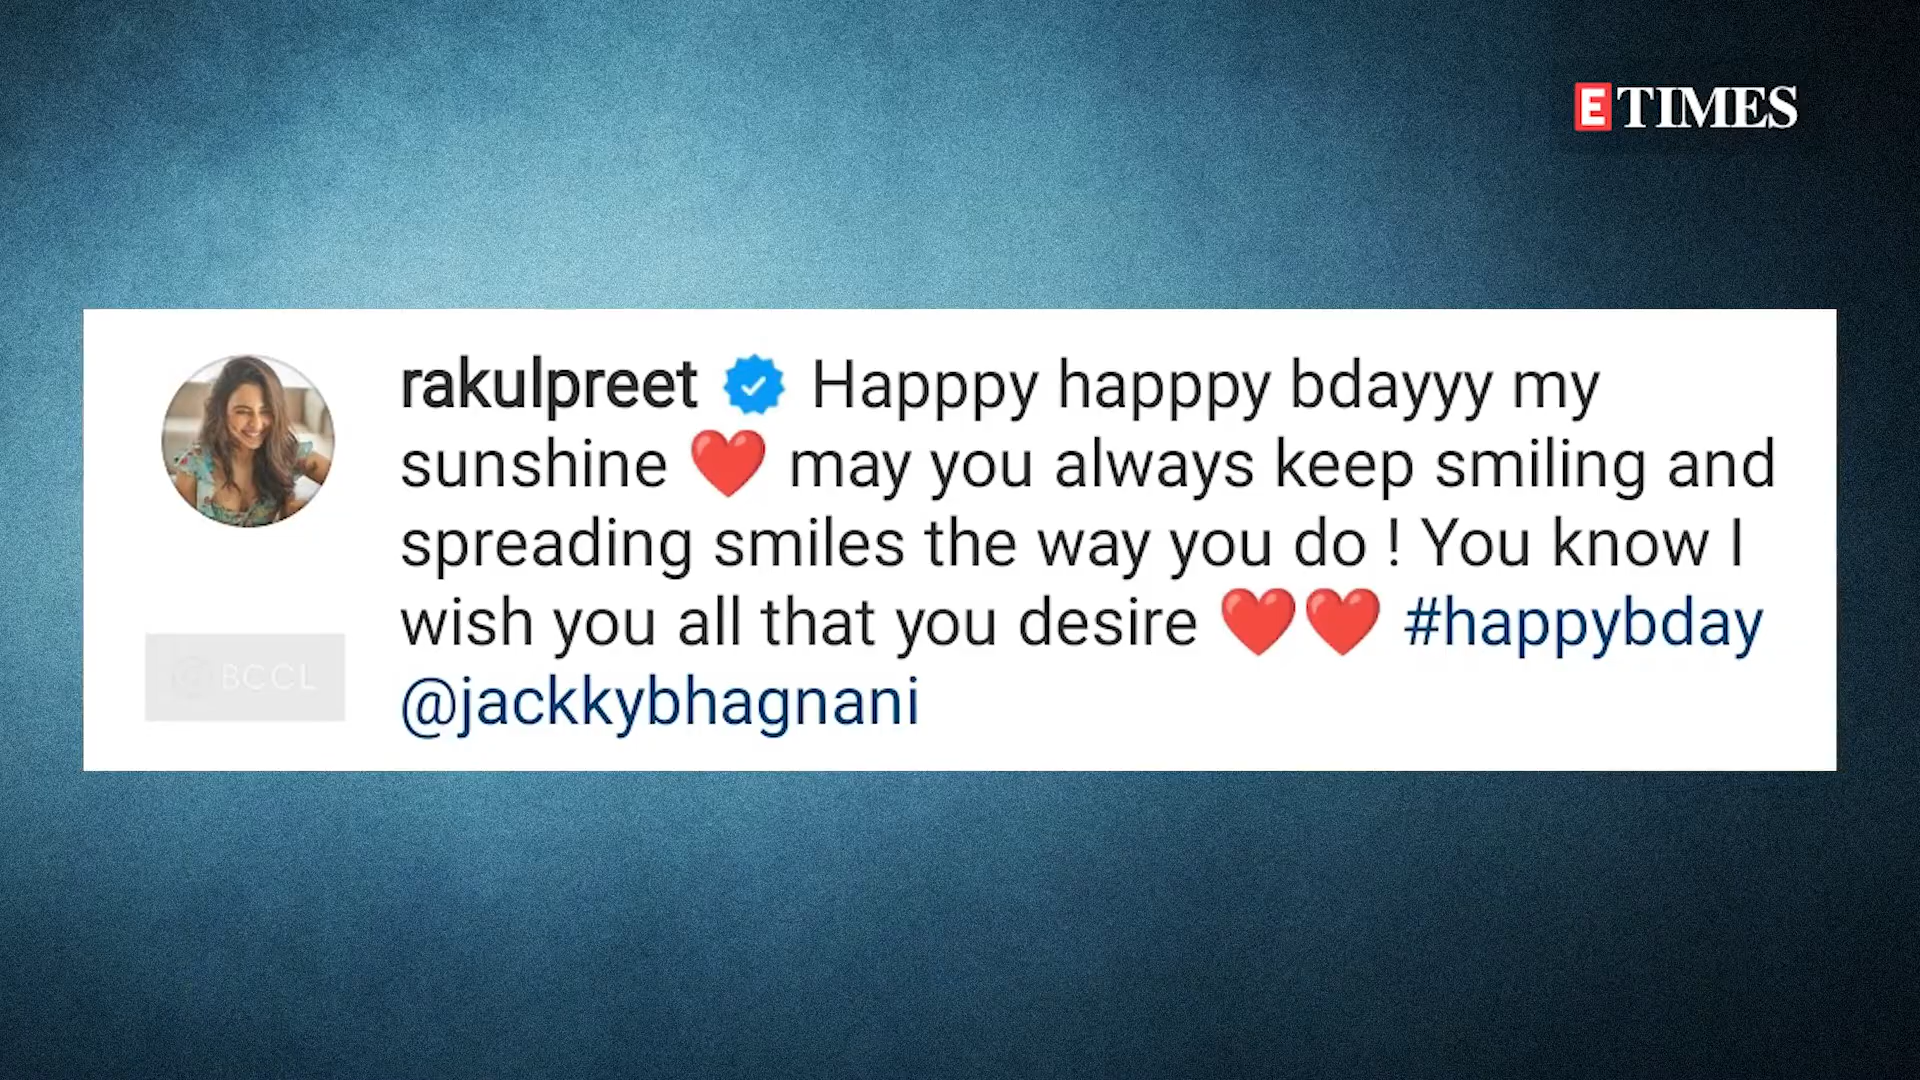 E TIMES
rakulpreet Happpy happpy bdayyy my
sunshine ❤️ may you always keep smiling and
spreading smiles the way you do ! You know I
wish you all that you desire ❤️❤️ #happybday
@jackkybhagnani
© BCCL